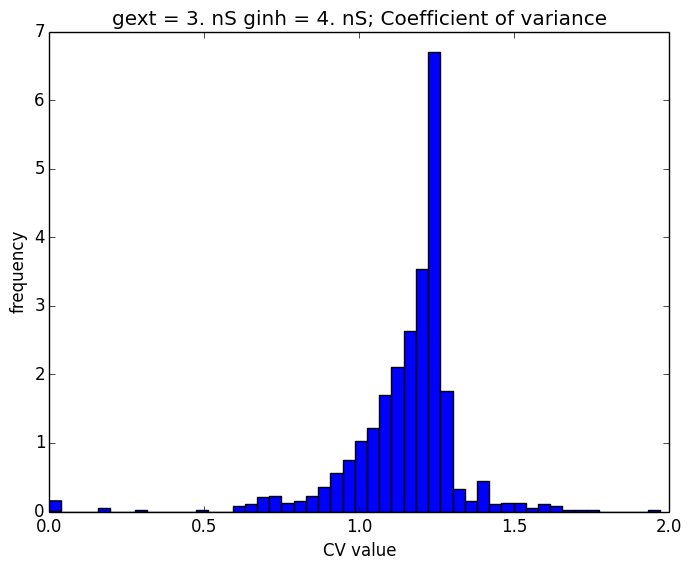 gext = 3. nS ginh = 4. nS; Coefficient of variance
7
6
5
4
3
2
1
0
frequency
0.0 0.5 1.0 1.5 2.0
CV value